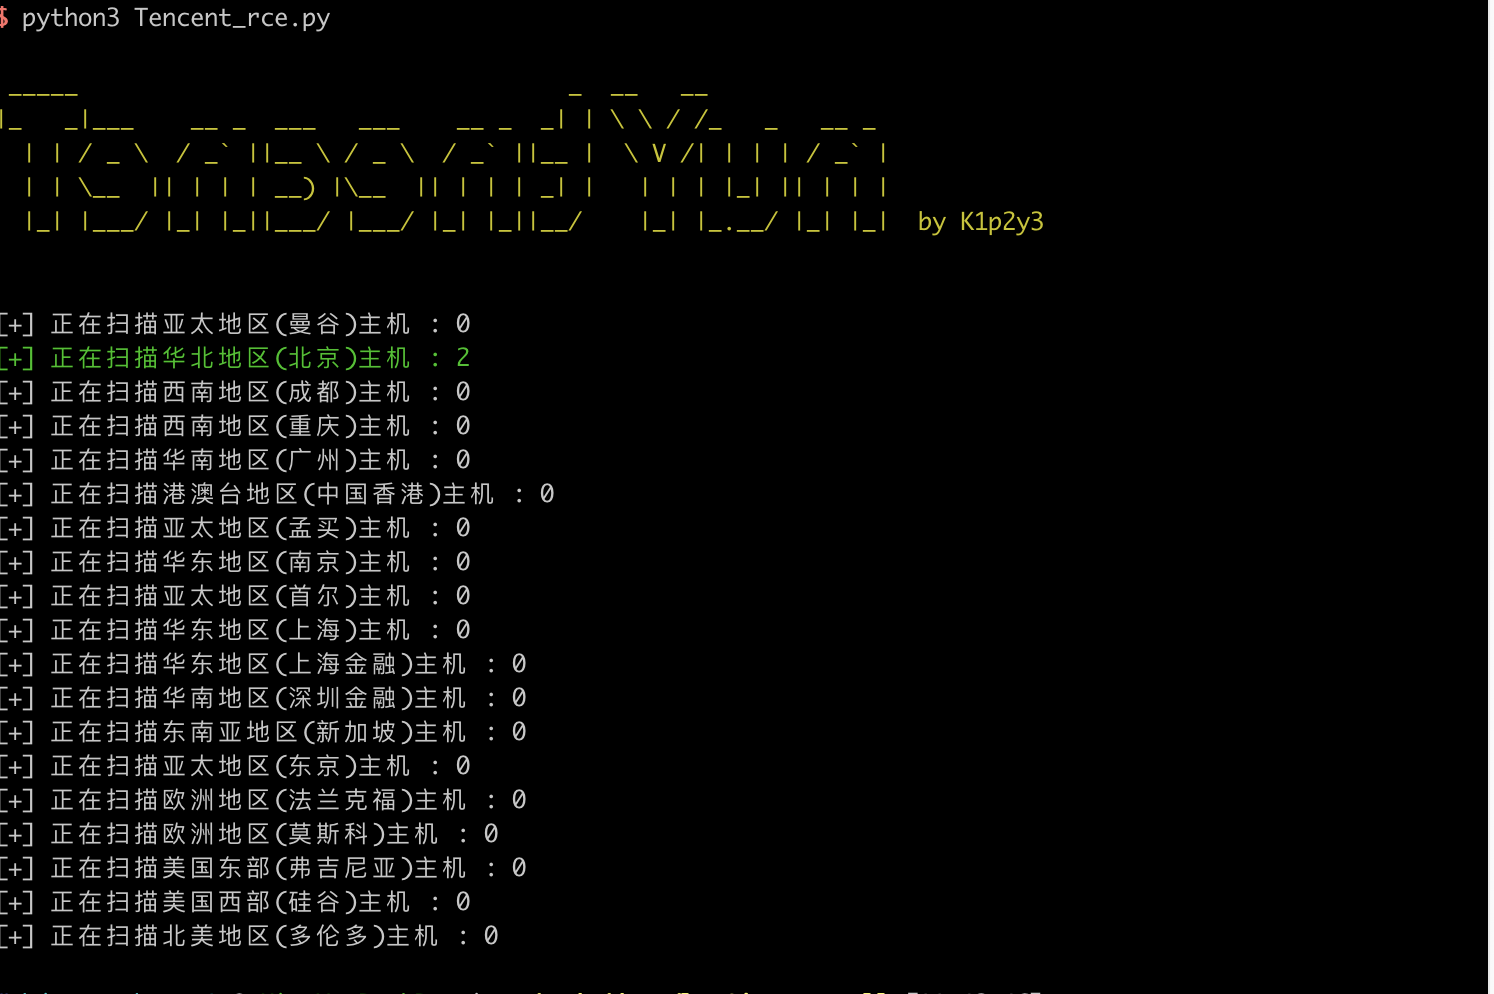 $ python3 Tencent_rce.py
by K1p2y3
[+] 正在扫描亚太地区(曼谷)主机 : 0
[+] 正在扫描华北地区(北京)主机 : 2
[+] 正在扫描西南地区(成都)主机 : 0
[+] 正在扫描西南地区(重庆)主机 : 0
[+] 正在扫描华南地区(广州)主机 : 0
[+] 正在扫描港澳台地区(中国香港)主机 : 0
[+] 正在扫描亚太地区(孟买)主机 : 0
[+] 正在扫描华东地区(南京)主机 : 0
[+] 正在扫描亚太地区(首尔)主机 : 0
[+] 正在扫描华东地区(上海)主机 : 0
[+] 正在扫描华东地区(上海金融)主机 : 0
[+] 正在扫描华南地区(深圳金融)主机 : 0
[+] 正在扫描东南亚地区(新加坡)主机 : 0
[+] 正在扫描亚太地区(东京)主机 : 0
[+] 正在扫描欧洲地区(法兰克福)主机 : 0
[+] 正在扫描欧洲地区(莫斯科)主机 : 0
[+] 正在扫描美国东部(弗吉尼亚)主机 : 0
[+] 正在扫描美国西部(硅谷)主机 : 0
[+] 正在扫描北美地区(多伦多)主机 : 0